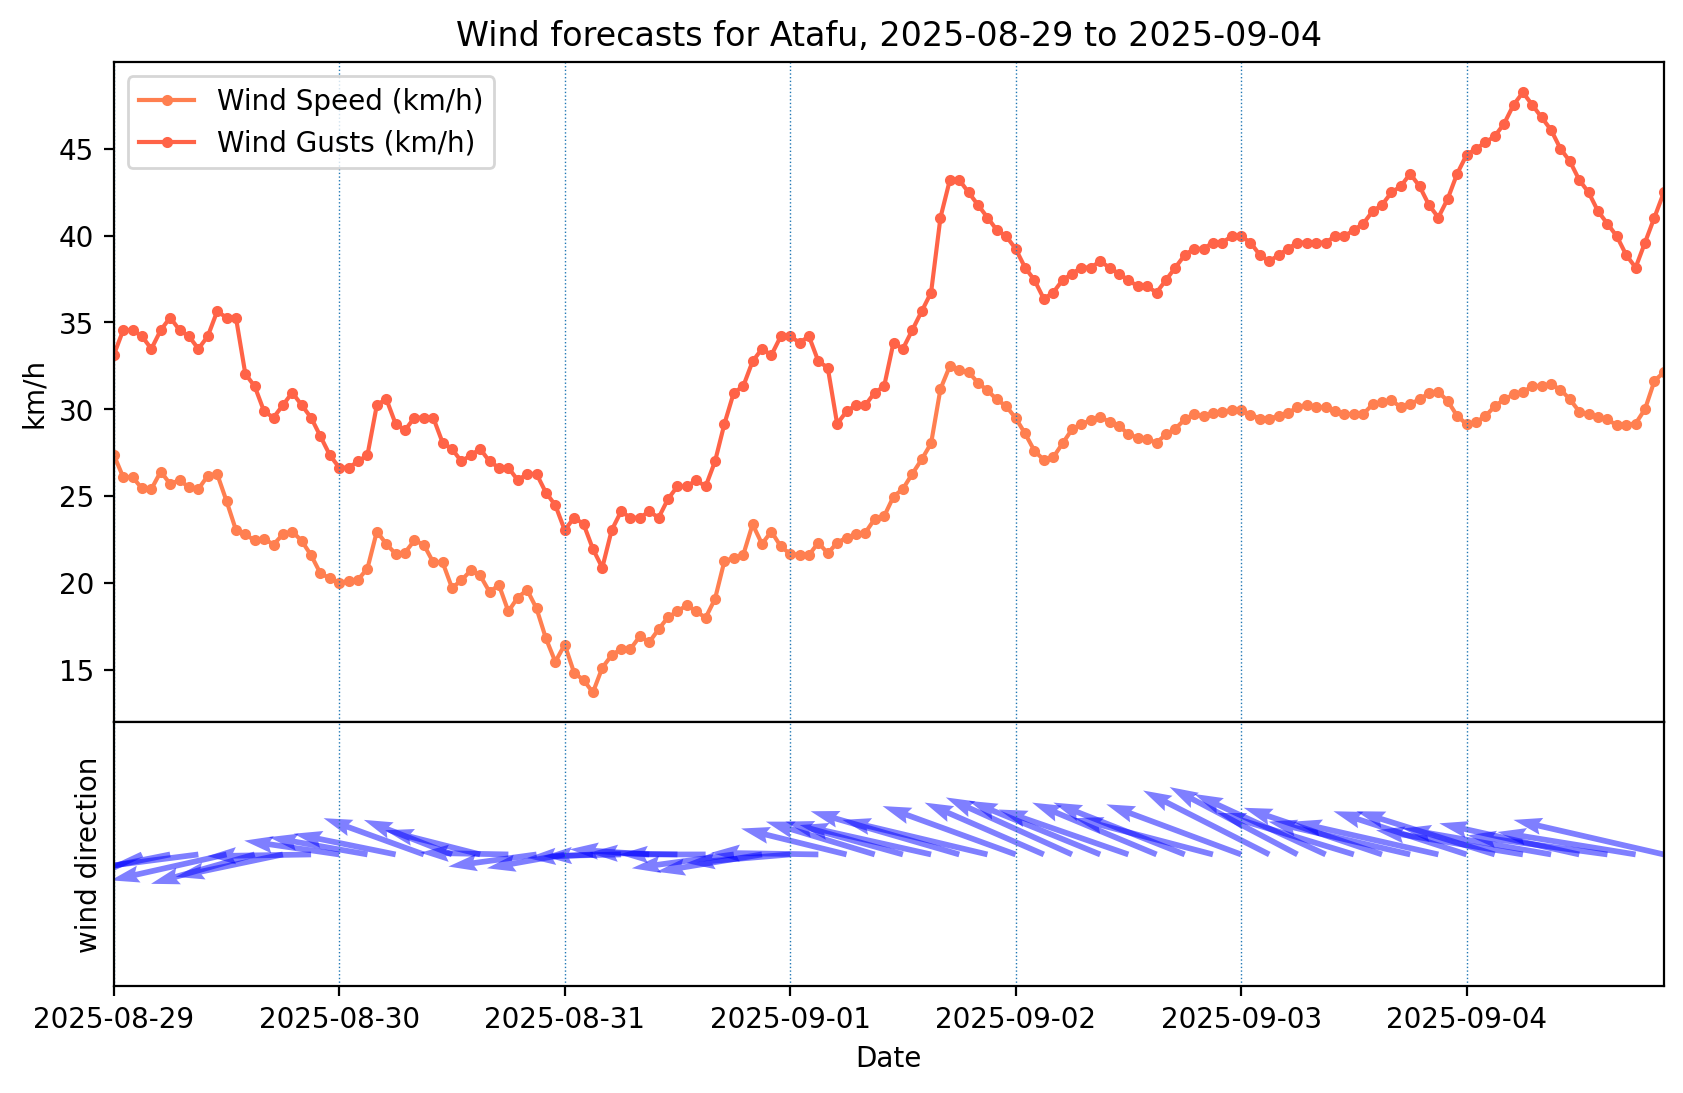 Wind forecasts for Atafu, 2025-08-29 to 2025-09-04
Wind Speed (km/h)
Wind Gusts (km/h)
45
40
35
30
25
20
15
km/h
wind direction
2025-08-29
2025-08-30
2025-08-31
2025-09-01
2025-09-02
2025-09-03
2025-09-04
Date